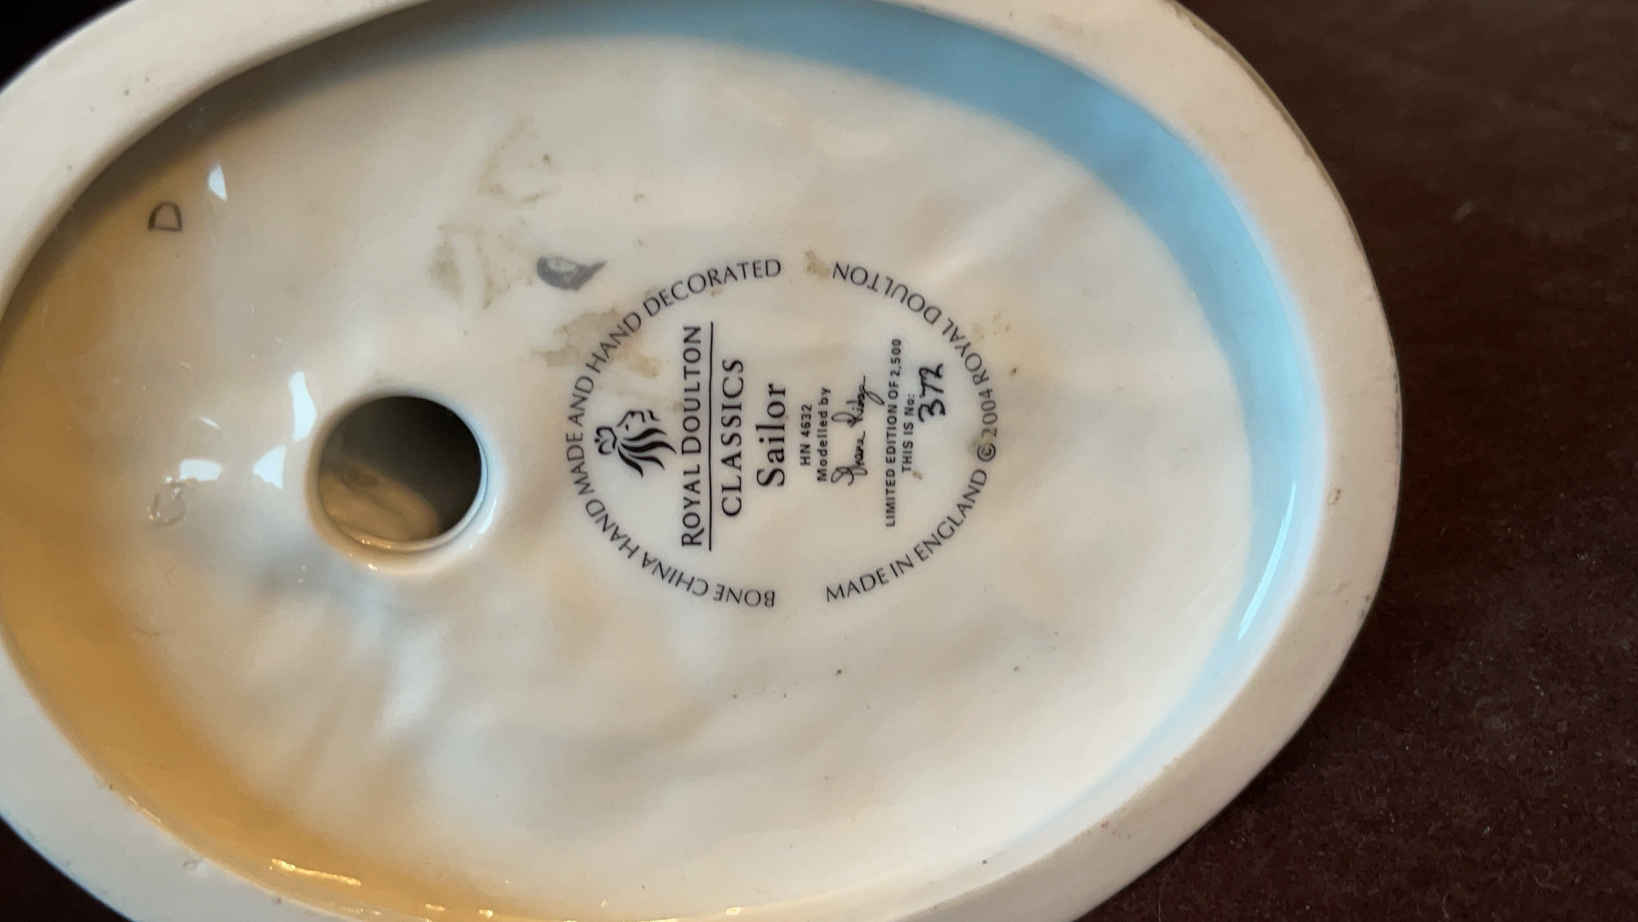 BONE CHINA HAND MADE AND HAND DECORATED
ROYAL DOULTON
CLASSICS
Sailor
HN 4632
Modelled by
LIMITED EDITION OF 2,500
THIS IS No:
372
MADE IN ENGLAND © 2004 ROYAL DOULTON
D